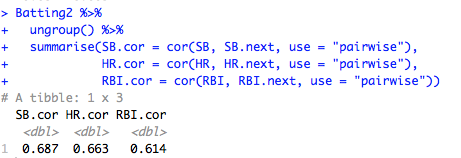 > Batting2 %>%
+   ungroup() %>%
+   summarise(SB.cor = cor(SB, SB.next, use = "pairwise"),
+             HR.cor = cor(HR, HR.next, use = "pairwise"),
+             RBI.cor = cor(RBI, RBI.next, use = "pairwise"))
# A tibble: 1 x 3
  SB.cor HR.cor RBI.cor
   <dbl>  <dbl>   <dbl>
1  0.687  0.663   0.614